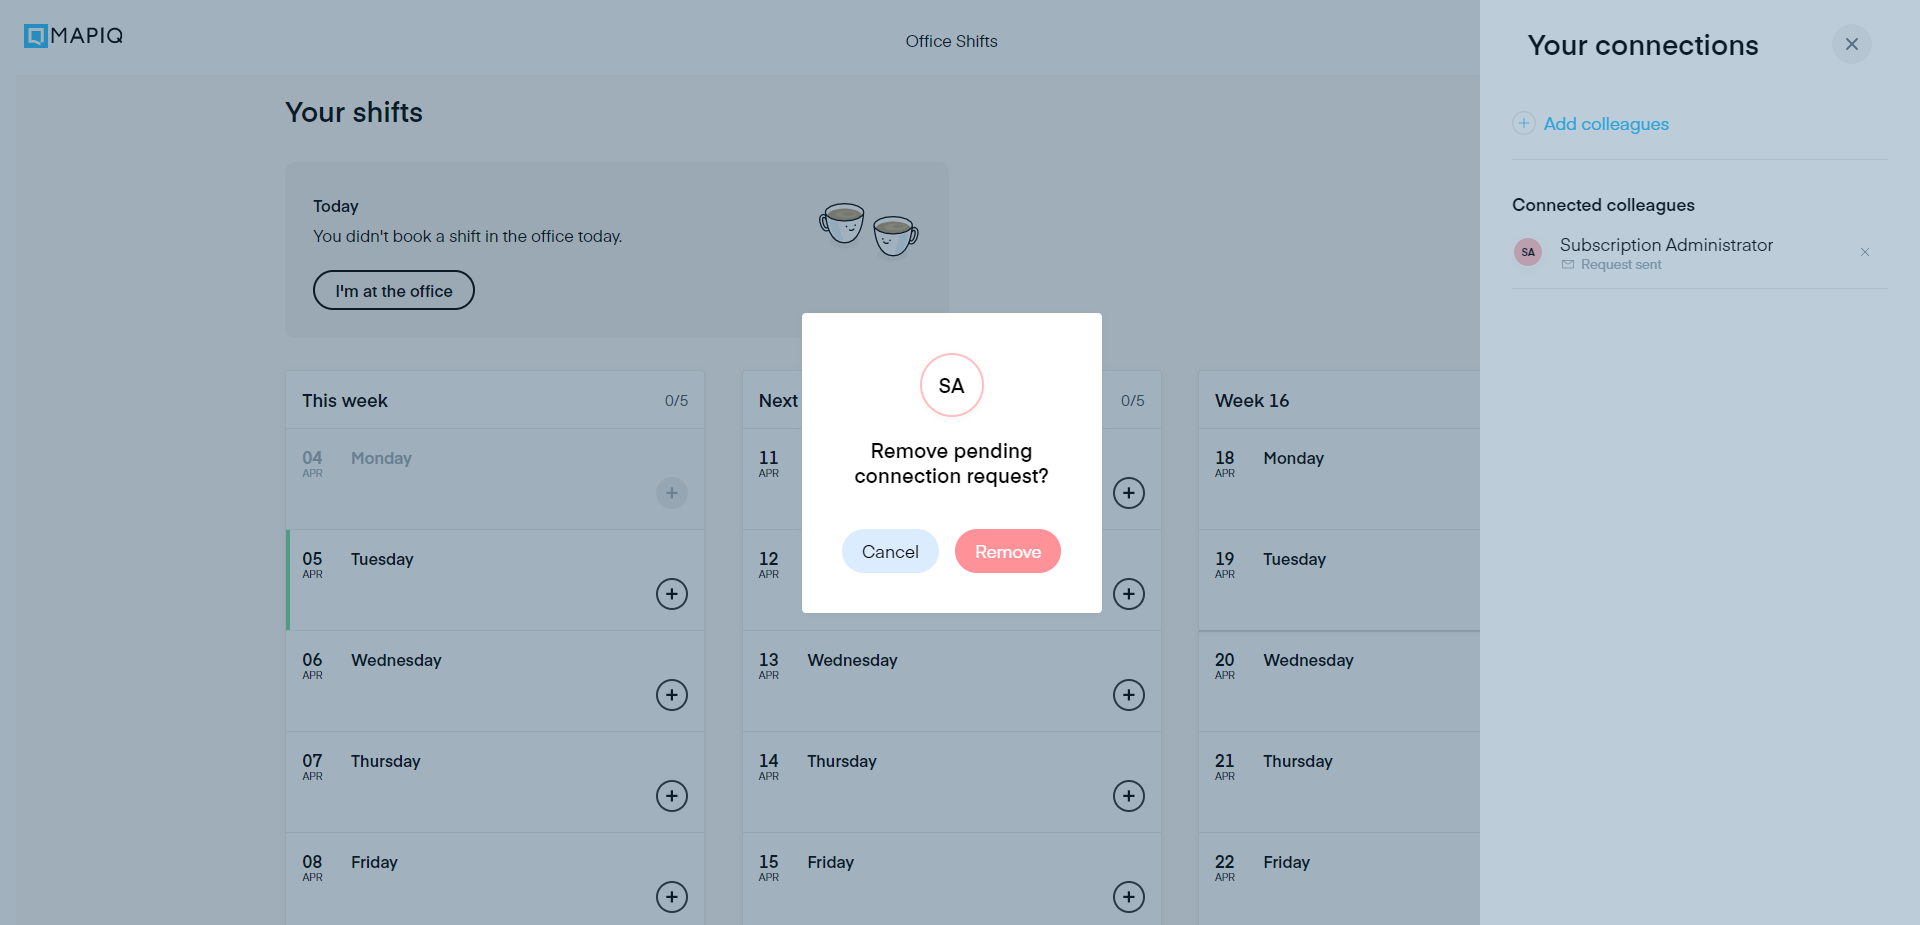 MAPIQ
Office Shifts
Your shifts
Today
You didn't book a shift in the office today.
I'm at the office
This week
0/5
04
APR
Monday
05
APR
Tuesday
06
APR
Wednesday
07
APR
Thursday
08
APR
Friday
Next
0/5
11
APR
12
APR
13
APR
Wednesday
14
APR
Thursday
15
APR
Friday
Week 16
18
APR
Monday
19
APR
Tuesday
20
APR
Wednesday
21
APR
Thursday
22
APR
Friday
SA
Remove pending
connection request?
Cancel
Remove
Your connections
Add colleagues
Connected colleagues
SA
Subscription Administrator
Request sent